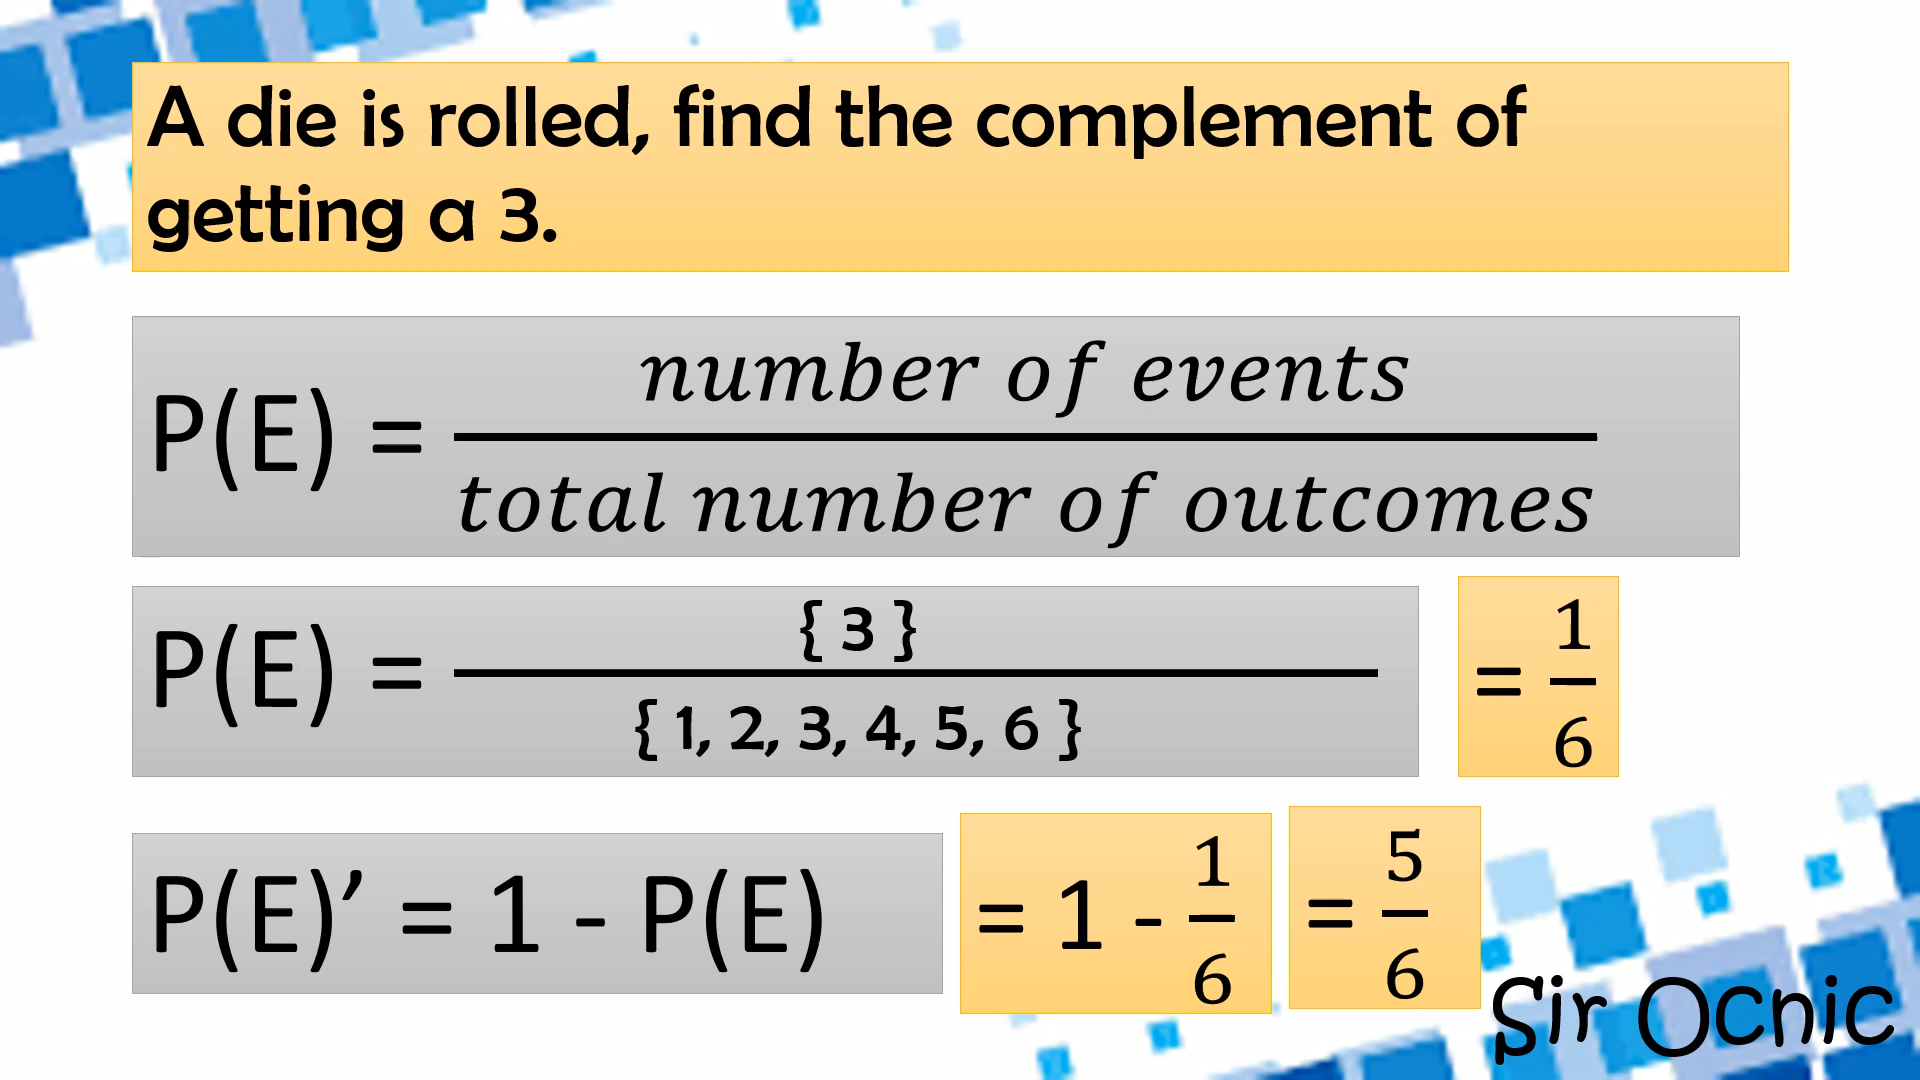 A die is rolled, find the complement of
getting a 3.
P(E) = number of events / total number of outcomes
P(E) = { 3 } / { 1, 2, 3, 4, 5, 6 } = 1/6
P(E)’ = 1 - P(E) = 1 - 1/6 = 5/6
Sir Ocnic